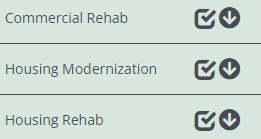 Commercial Rehab
Housing Modernization
Housing Rehab